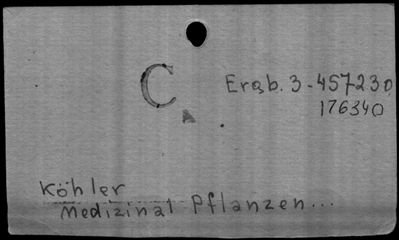 C
A
Ergb. 3-457230
176340
Köhler
Medizinal Pflanzen...